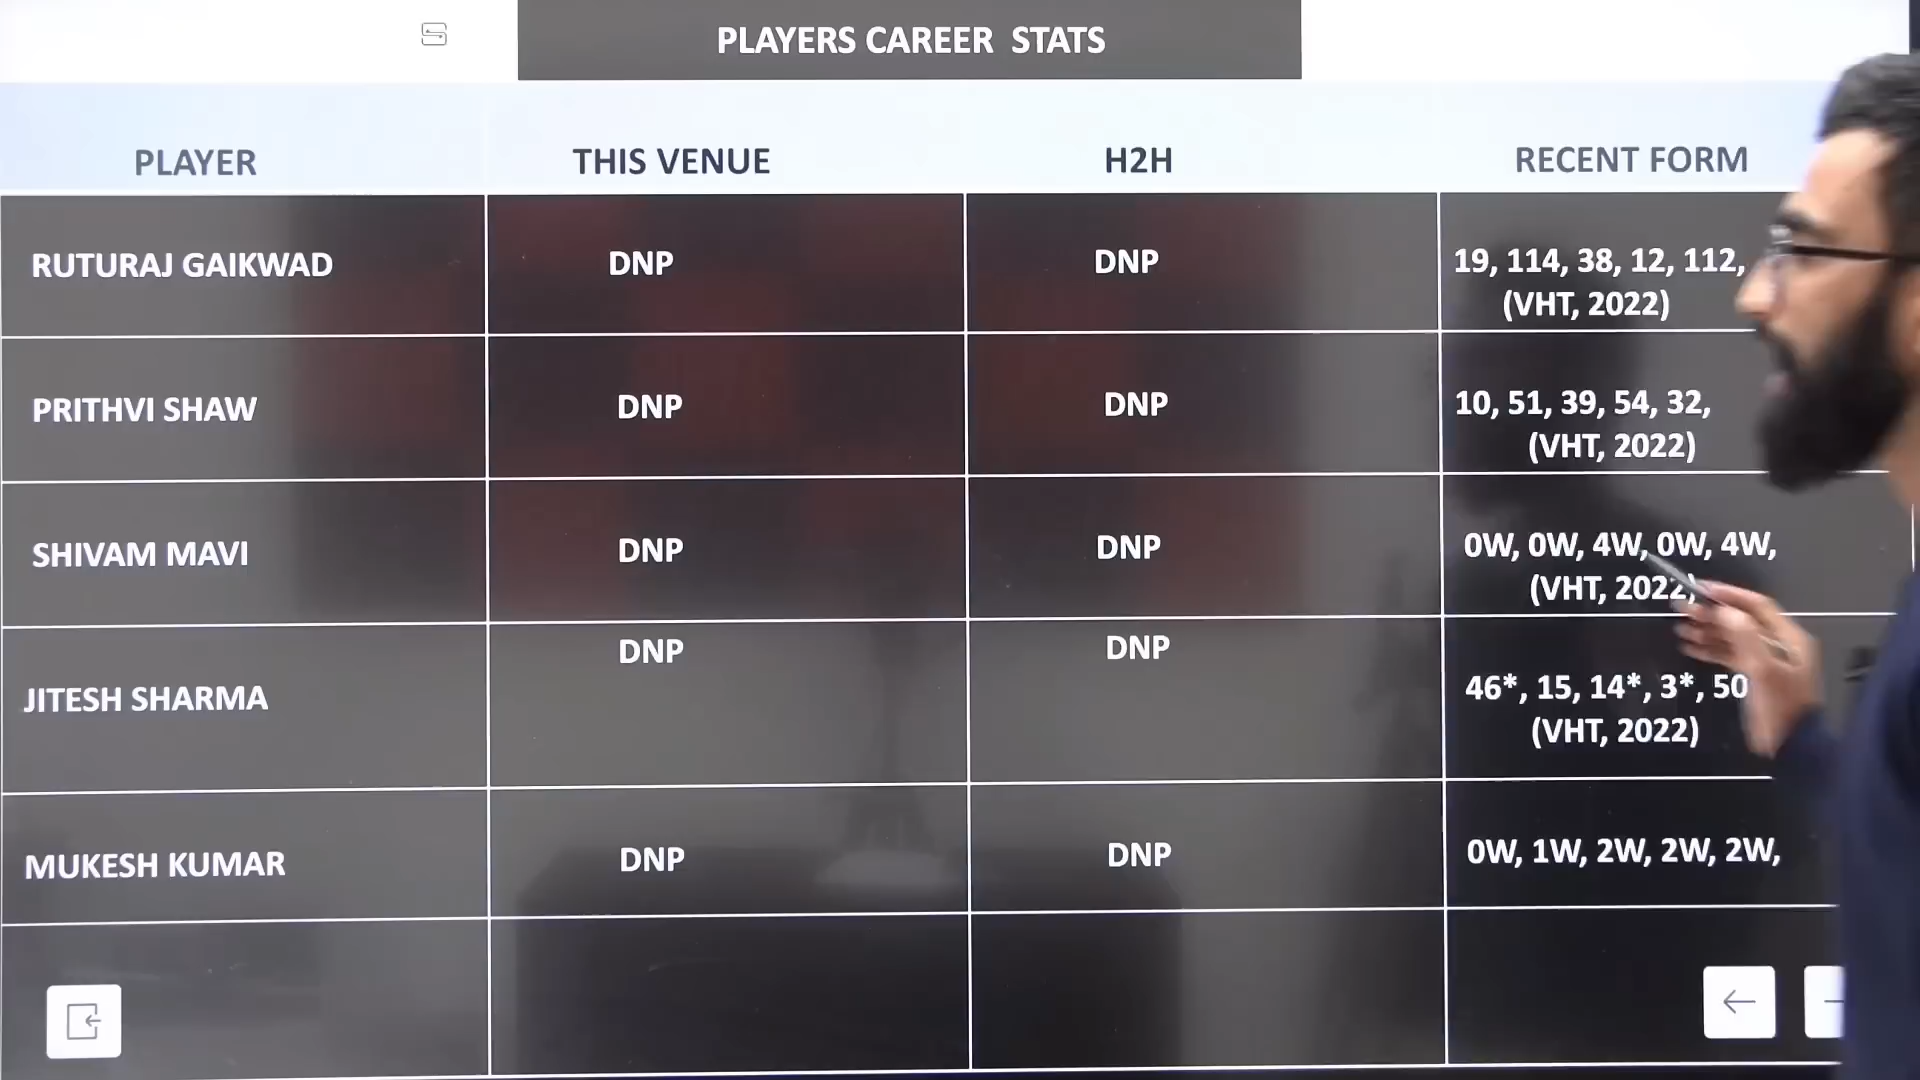 PLAYERS CAREER STATS
PLAYER THIS VENUE H2H RECENT FORM
RUTURAJ GAIKWAD DNP DNP 19, 114, 38, 12, 112,
(VHT, 2022)
PRITHVI SHAW DNP DNP 10, 51, 39, 54, 32,
(VHT, 2022)
SHIVAM MAVI DNP DNP 0W, 0W, 4W, 0W, 4W,
(VHT, 2022)
JITESH SHARMA DNP DNP 46*, 15, 14*, 3*, 50
(VHT, 2022)
MUKESH KUMAR DNP DNP 0W, 1W, 2W, 2W, 2W,